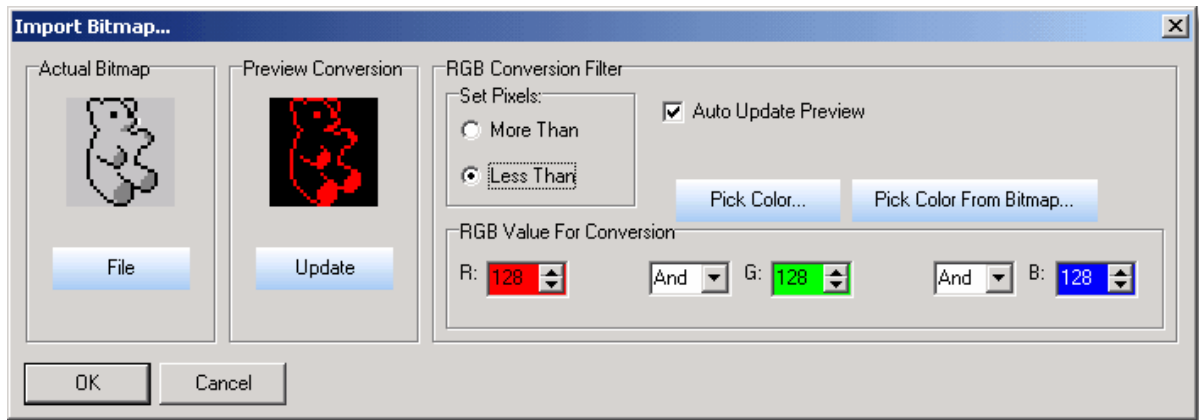 Import Bitmap...
Actual Bitmap
File
Preview Conversion
Update
RGB Conversion Filter
Set Pixels:
More Than
Less Than
Auto Update Preview
Pick Color...
Pick Color From Bitmap...
RGB Value For Conversion
R: 128 And G: 128 And B: 128
OK
Cancel